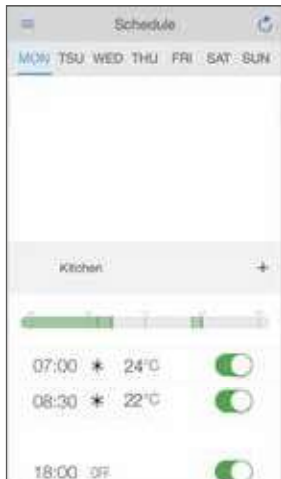 Schedule
MON TSU WED THU FRI SAT SUN
Kitchen +
07:00 24°C
08:30 22°C
18:00 OFF